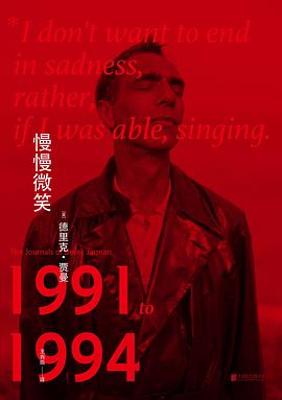 *I don't want to end
in sadness,
rather,
if I was able, singing.
慢慢微笑
[英]
德里克·贾曼
The Journals of Derek Jarman
1991 to
1994